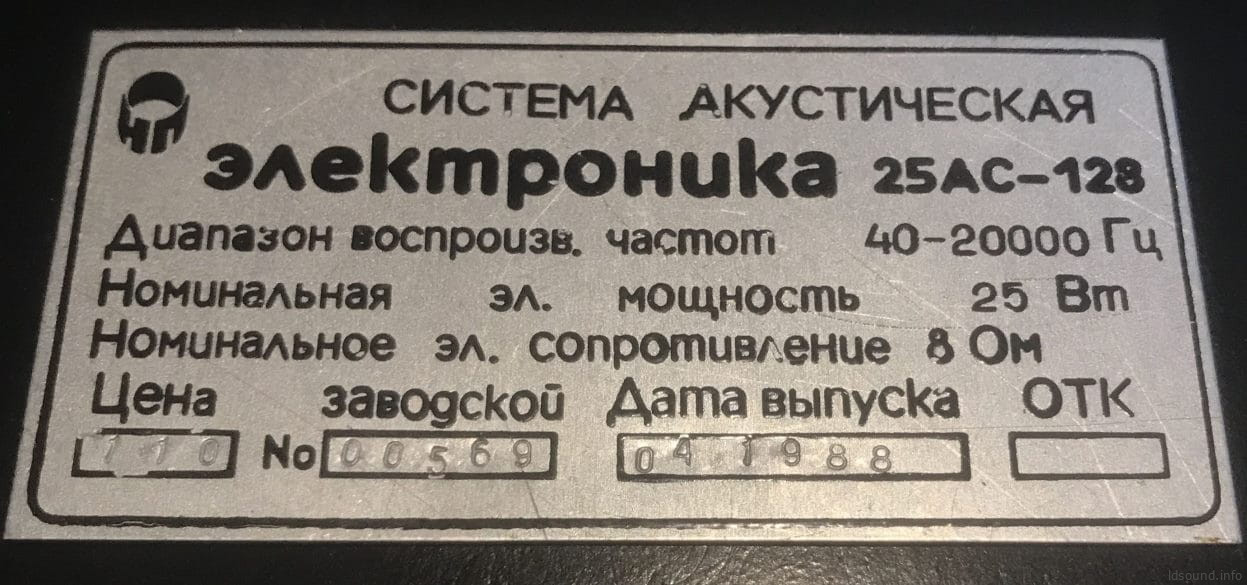 СИСТЕМА АКУСТИЧЕСКАЯ
электроника 25АС-128
Диапазон воспроизв. частот 40-20000 Гц
Номинальная эл. мощность 25 Вт
Номинальное эл. сопротивление 8 Ом
Цена заводской Дата выпуска ОТК
110 No 00569 04 1988
ldsound.info